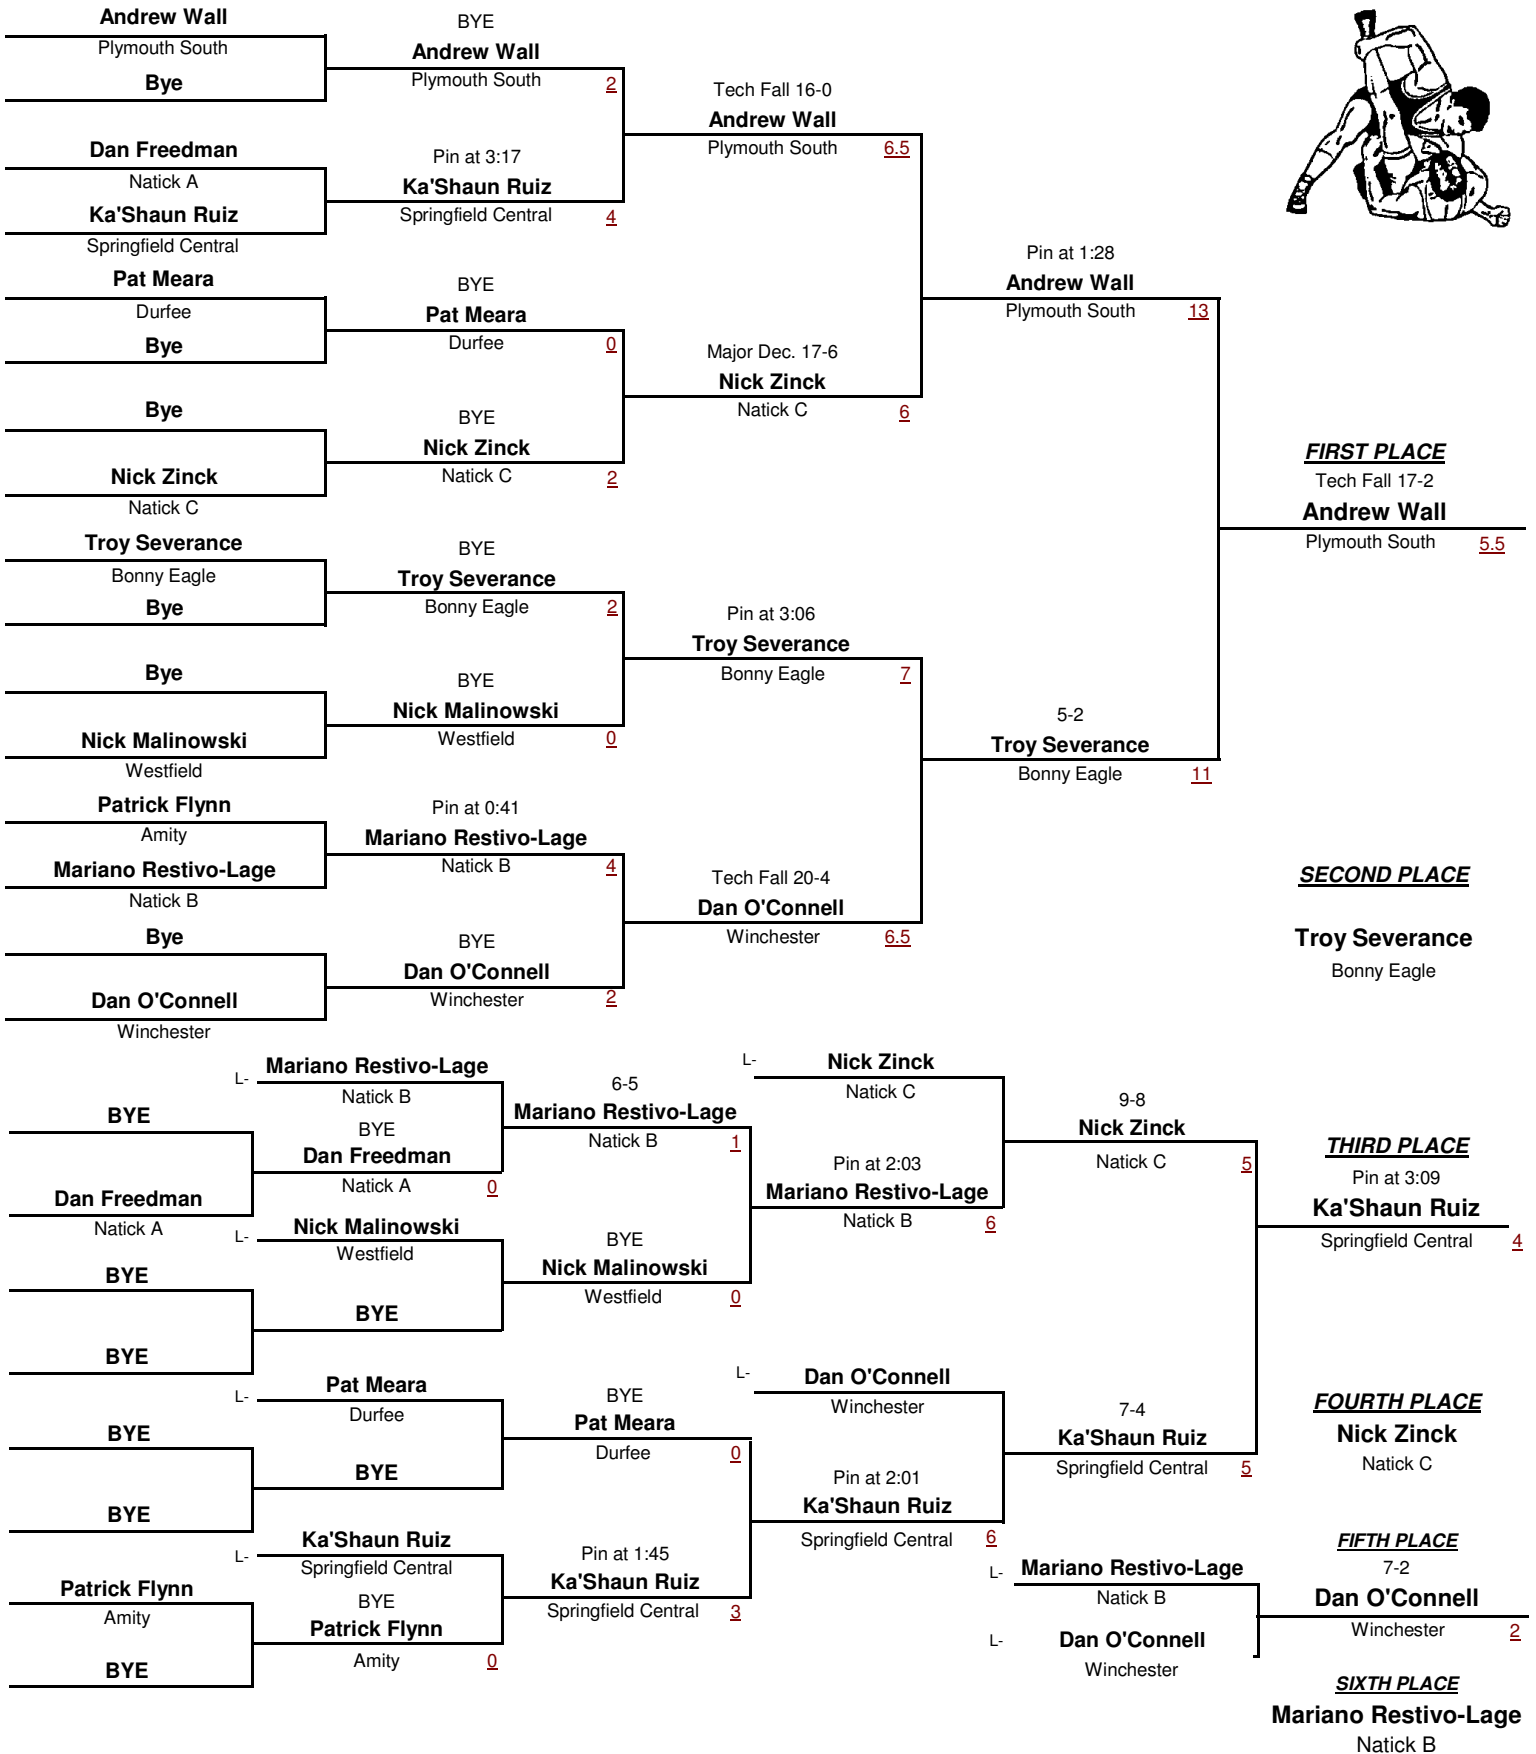 Andrew Wall
Plymouth South
Bye
Dan Freedman
Natick A
Ka'Shaun Ruiz
Springfield Central
Pat Meara
Durfee
Bye
Bye
Nick Zinck
Natick C
Troy Severance
Bonny Eagle
Bye
Bye
Nick Malinowski
Westfield
Patrick Flynn
Amity
Mariano Restivo-Lage
Natick B
Bye
Dan O'Connell
Winchester
BYE
Andrew Wall
Plymouth South 2
Pin at 3:17
Ka'Shaun Ruiz
Springfield Central 4
BYE
Pat Meara
Durfee 0
BYE
Nick Zinck
Natick C 2
BYE
Troy Severance
Bonny Eagle 2
BYE
Nick Malinowski
Westfield 0
Pin at 0:41
Mariano Restivo-Lage
Natick B 4
BYE
Dan O'Connell
Winchester 2
Tech Fall 16-0
Andrew Wall
Plymouth South 6.5
Major Dec. 17-6
Nick Zinck
Natick C 6
Pin at 3:06
Troy Severance
Bonny Eagle 7
Tech Fall 20-4
Dan O'Connell
Winchester 6.5
Pin at 1:28
Andrew Wall
Plymouth South 13
5-2
Troy Severance
Bonny Eagle 11
FIRST PLACE
Tech Fall 17-2
Andrew Wall
Plymouth South 5.5
SECOND PLACE
Troy Severance
Bonny Eagle
BYE
Dan Freedman
Natick A
BYE
BYE
BYE
BYE
Patrick Flynn
Amity
BYE
L- Mariano Restivo-Lage
Natick B
BYE
Dan Freedman
Natick A 0
L- Nick Malinowski
Westfield
BYE
L- Pat Meara
Durfee
BYE
L- Ka'Shaun Ruiz
Springfield Central
BYE
Patrick Flynn
Amity 0
6-5
Mariano Restivo-Lage
Natick B 1
BYE
Nick Malinowski
Westfield 0
BYE
Pat Meara
Durfee 0
Pin at 1:45
Ka'Shaun Ruiz
Springfield Central 3
L- Nick Zinck
Natick C
Pin at 2:03
Mariano Restivo-Lage
Natick B 6
L- Dan O'Connell
Winchester
Pin at 2:01
Ka'Shaun Ruiz
Springfield Central 6
9-8
Nick Zinck
Natick C 5
7-4
Ka'Shaun Ruiz
Springfield Central 5
L- Mariano Restivo-Lage
Natick B
L- Dan O'Connell
Winchester
THIRD PLACE
Pin at 3:09
Ka'Shaun Ruiz
Springfield Central 4
FOURTH PLACE
Nick Zinck
Natick C
FIFTH PLACE
7-2
Dan O'Connell
Winchester 2
SIXTH PLACE
Mariano Restivo-Lage
Natick B